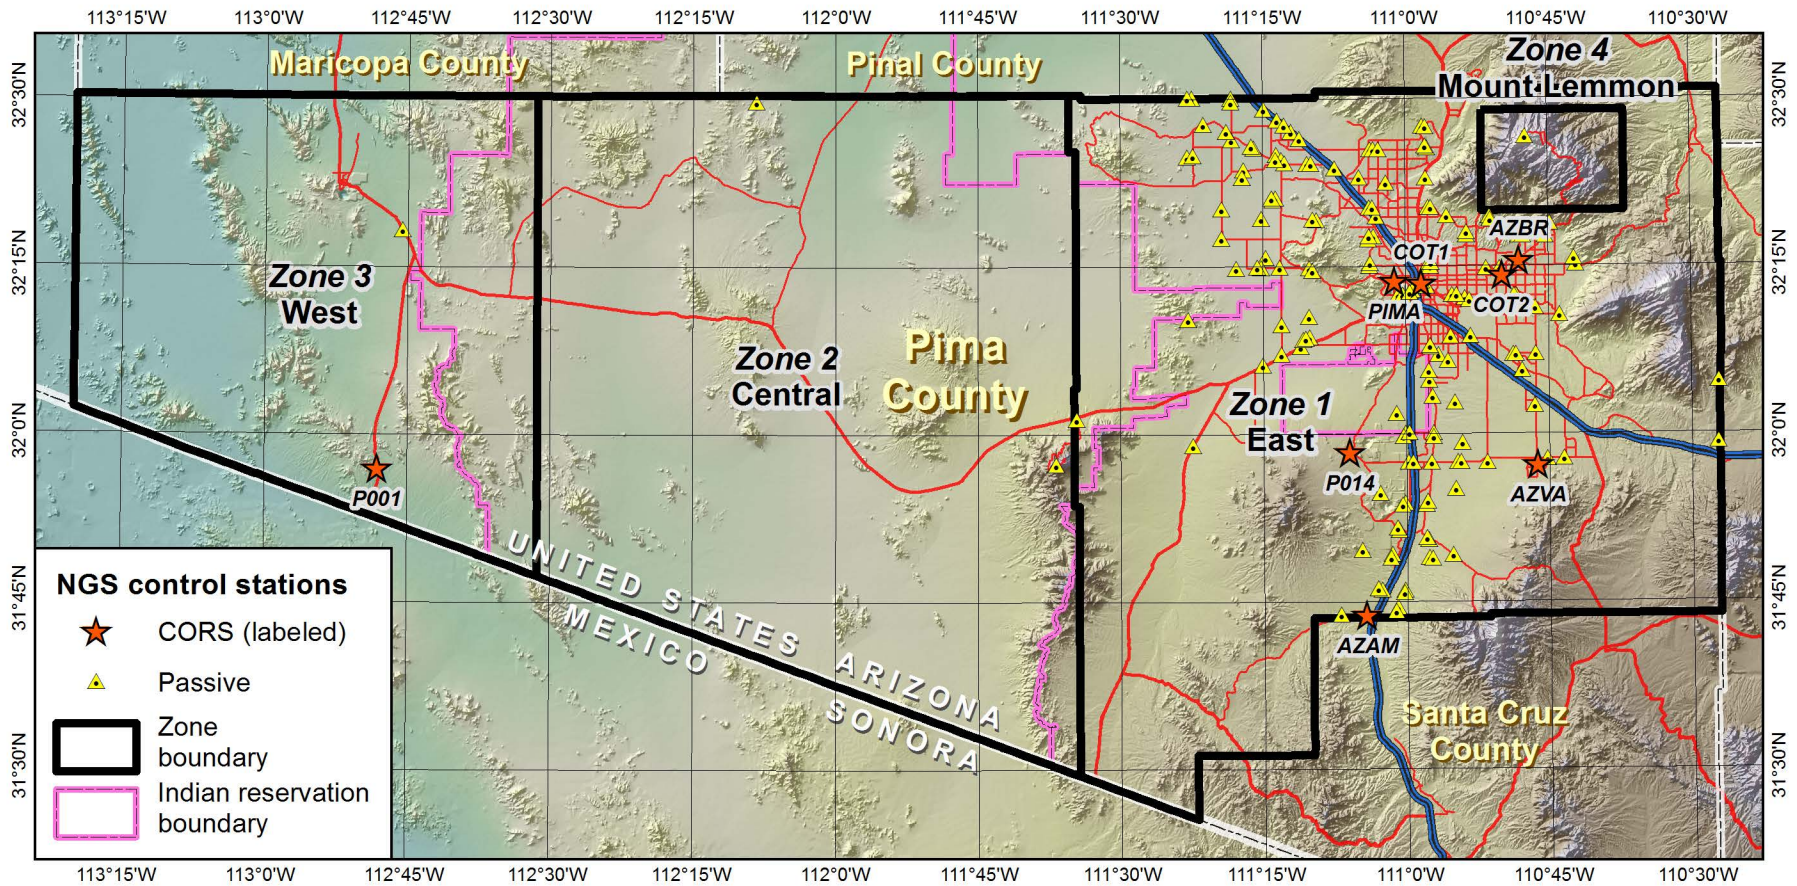 113°15'W 113°0'W 112°45'W 112°30'W 112°15'W 112°0'W 111°45'W 111°30'W 111°15'W 111°0'W 110°45'W 110°30'W
Maricopa County
Pinal County
Zone 4
Mount Lemmon
32°30'N
32°30'N
32°15'N
32°15'N
32°0'N
32°0'N
31°45'N
31°45'N
31°30'N
31°30'N
Zone 3
West
Zone 2
Central
Pima
County
Zone 1
East
AZBR
COT1
COT2
PIMA
P001
P014
AZVA
AZAM
UNITED STATES
MEXICO
ARIZONA
SONORA
Santa Cruz
County
NGS control stations
CORS (labeled)
Passive
Zone
boundary
Indian reservation
boundary
113°15'W 113°0'W 112°45'W 112°30'W 112°15'W 112°0'W 111°45'W 111°30'W 111°15'W 111°0'W 110°45'W 110°30'W